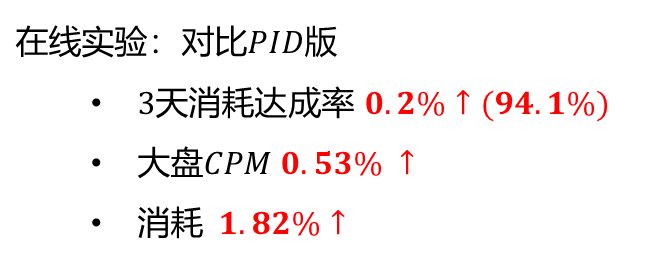 在线实验：对比PID版
• 3天消耗达成率 0.2%↑(94.1%)
• 大盘CPM 0.53% ↑
• 消耗 1.82%↑